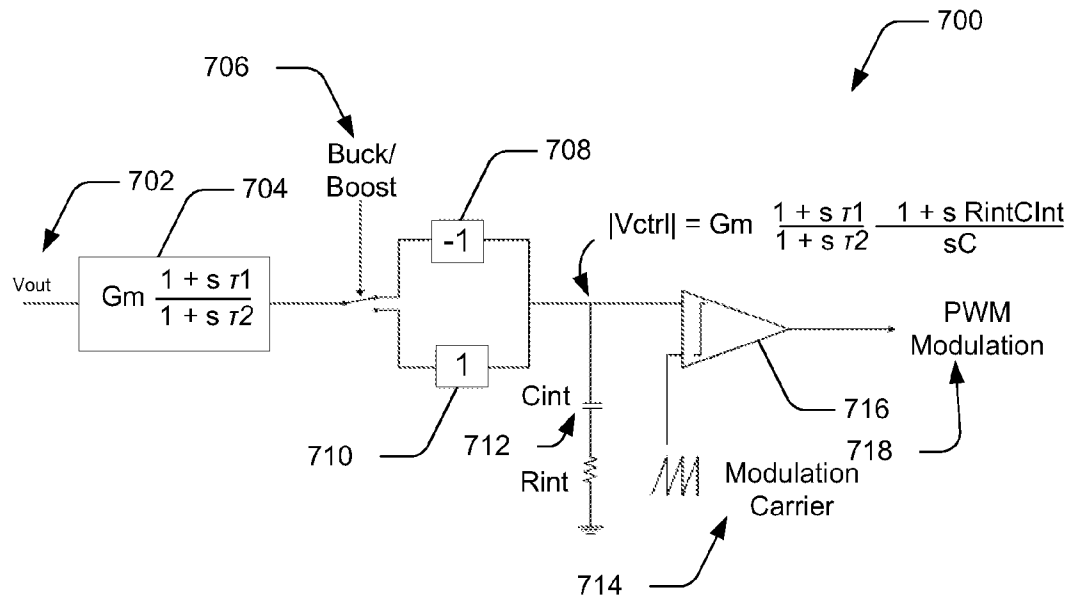 700
706
Buck/
Boost
708
702
704
-1
|Vctrl| = Gm 1 + s τ1 / 1 + s τ2 1 + s RintCInt / sC
Vout
Gm 1 + s τ1 / 1 + s τ2
PWM
Modulation
1
Cint
716
710
712
718
Rint
Modulation
Carrier
714